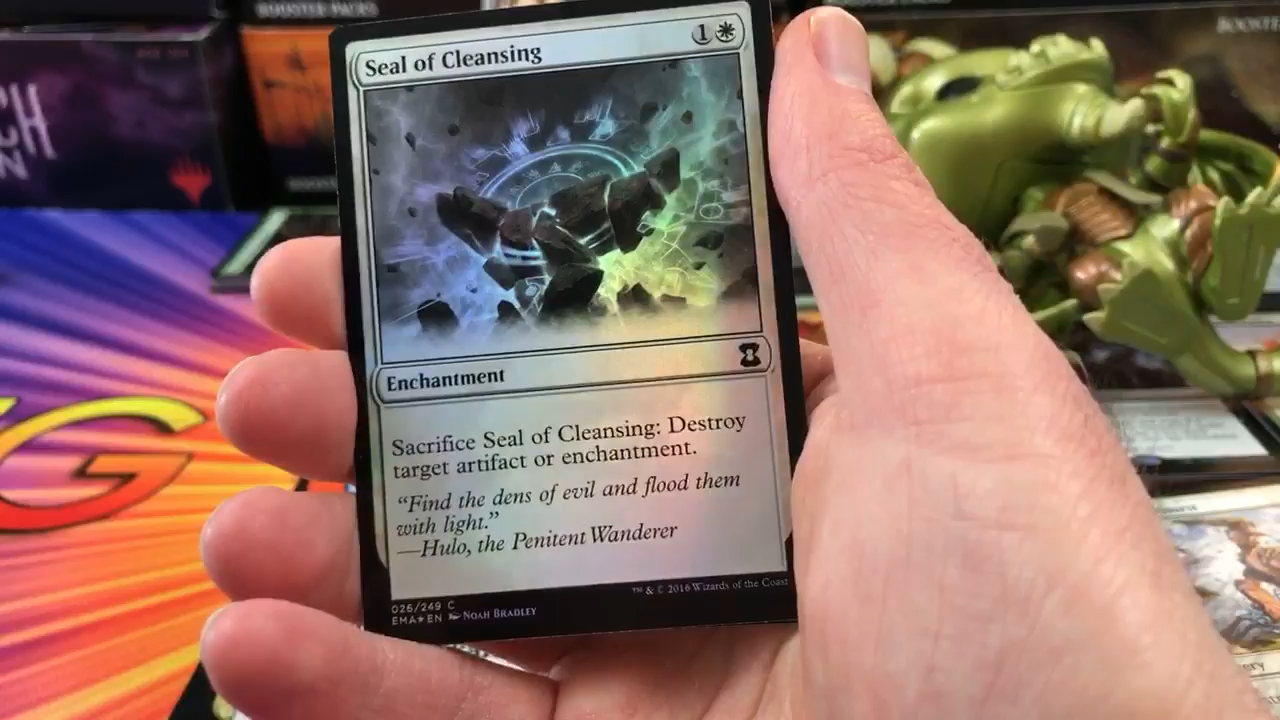 BOOSTER PACKS
BOOSTER
CH
N
G
Seal of Cleansing
1
Enchantment
Sacrifice Seal of Cleansing: Destroy
target artifact or enchantment.
“Find the dens of evil and flood them
with light.”
—Hulo, the Penitent Wanderer
™ & © 2016 Wizards of the Coast
026/249 C
EMA★EN NOAH BRADLEY